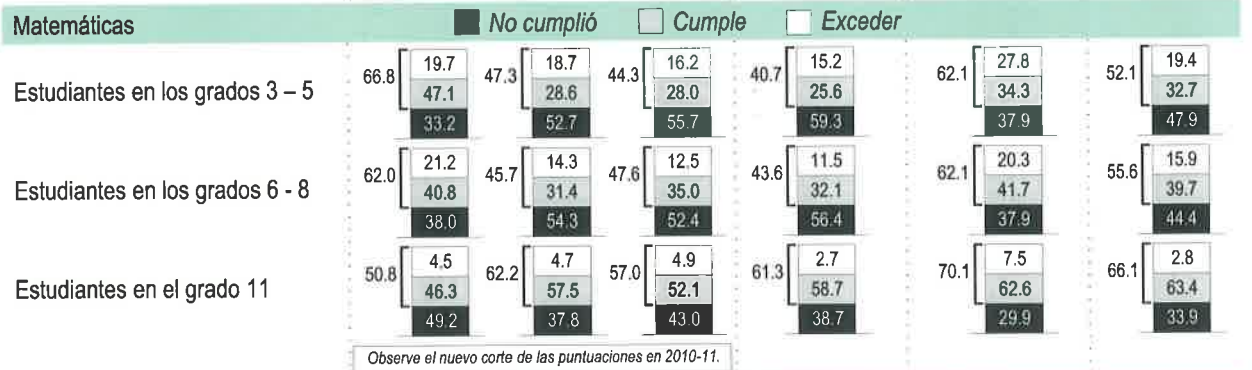 Matemáticas No cumplió Cumple Exceder
19.7 18.7 16.2 15.2 27.8 19.4
66.8 47.3 44.3 40.7 62.1 52.1
Estudiantes en los grados 3 – 5 47.1 28.6 28.0 25.6 34.3 32.7
33.2 52.7 55.7 59.3 37.9 47.9
21.2 14.3 12.5 11.5 20.3 15.9
62.0 45.7 47.6 43.6 62.1 55.6
Estudiantes en los grados 6 - 8 40.8 31.4 35.0 32.1 41.7 39.7
38.0 54.3 52.4 56.4 37.9 44.4
4.5 4.7 4.9 2.7 7.5 2.8
50.8 62.2 57.0 61.3 70.1 66.1
Estudiantes en el grado 11 46.3 57.5 52.1 58.7 62.6 63.4
49.2 37.8 43.0 38.7 29.9 33.9
Observe el nuevo corte de las puntuaciones en 2010-11.